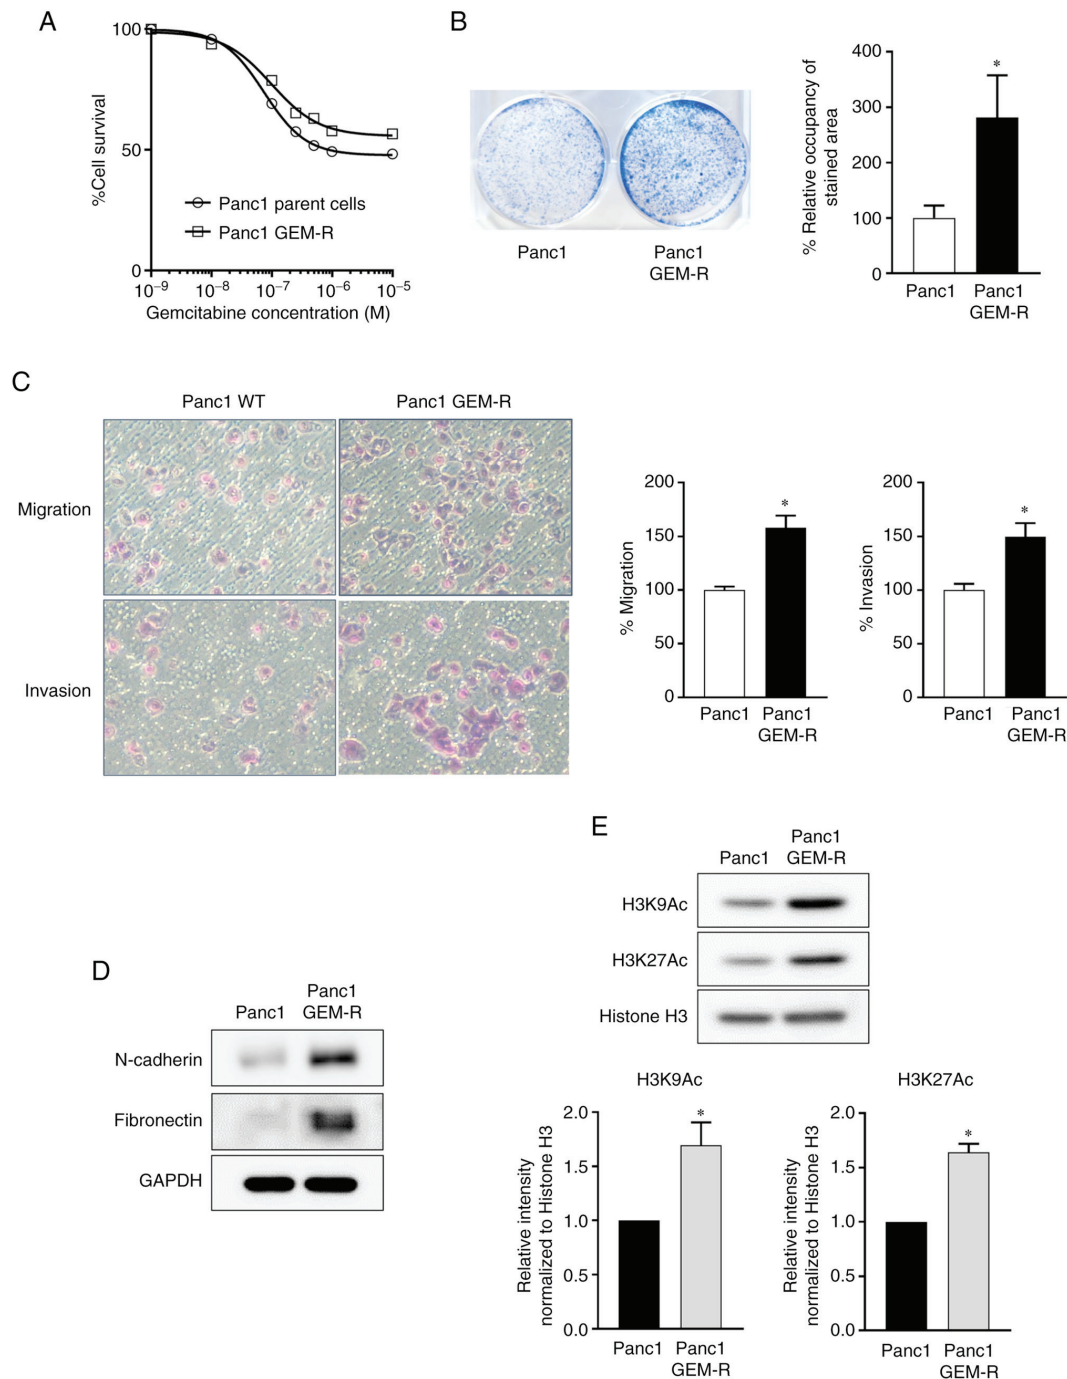 A
100
50
0
%Cell survival
Panc1 parent cells
Panc1 GEM-R
10⁻⁹ 10⁻⁸ 10⁻⁷ 10⁻⁶ 10⁻⁵
Gemcitabine concentration (M)
B
Panc1
Panc1
GEM-R
% Relative occupancy of
stained area
400
300
200
100
0
*
Panc1
Panc1
GEM-R
C
Panc1 WT
Panc1 GEM-R
Migration
Invasion
% Migration
200
150
100
50
0
*
Panc1
Panc1
GEM-R
% Invasion
200
150
100
50
0
*
Panc1
Panc1
GEM-R
D
Panc1
Panc1
GEM-R
N-cadherin
Fibronectin
GAPDH
E
Panc1
Panc1
GEM-R
H3K9Ac
H3K27Ac
Histone H3
H3K9Ac
Relative intensity
normalized to Histone H3
2.0
1.5
1.0
0.5
0.0
*
Panc1
Panc1
GEM-R
H3K27Ac
Relative intensity
normalized to Histone H3
2.0
1.5
1.0
0.5
0.0
*
Panc1
Panc1
GEM-R